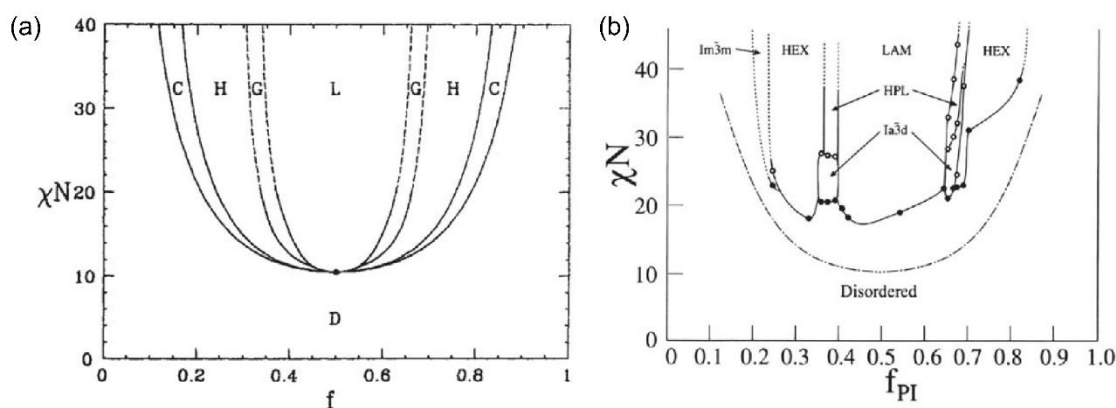 (a)
40
30
χN20
10
0
C H G L G H C
D
0 0.2 0.4 0.6 0.8 1
f
(b)
40
30
20
10
0
χN
Im3̄m HEX LAM HEX
HPL
Ia3̄d
Disordered
0 0.1 0.2 0.3 0.4 0.5 0.6 0.7 0.8 0.9 1.0
f_PI